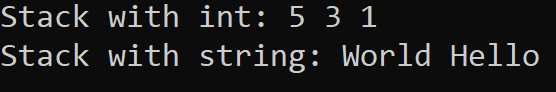 Stack with int: 5 3 1
Stack with string: World Hello